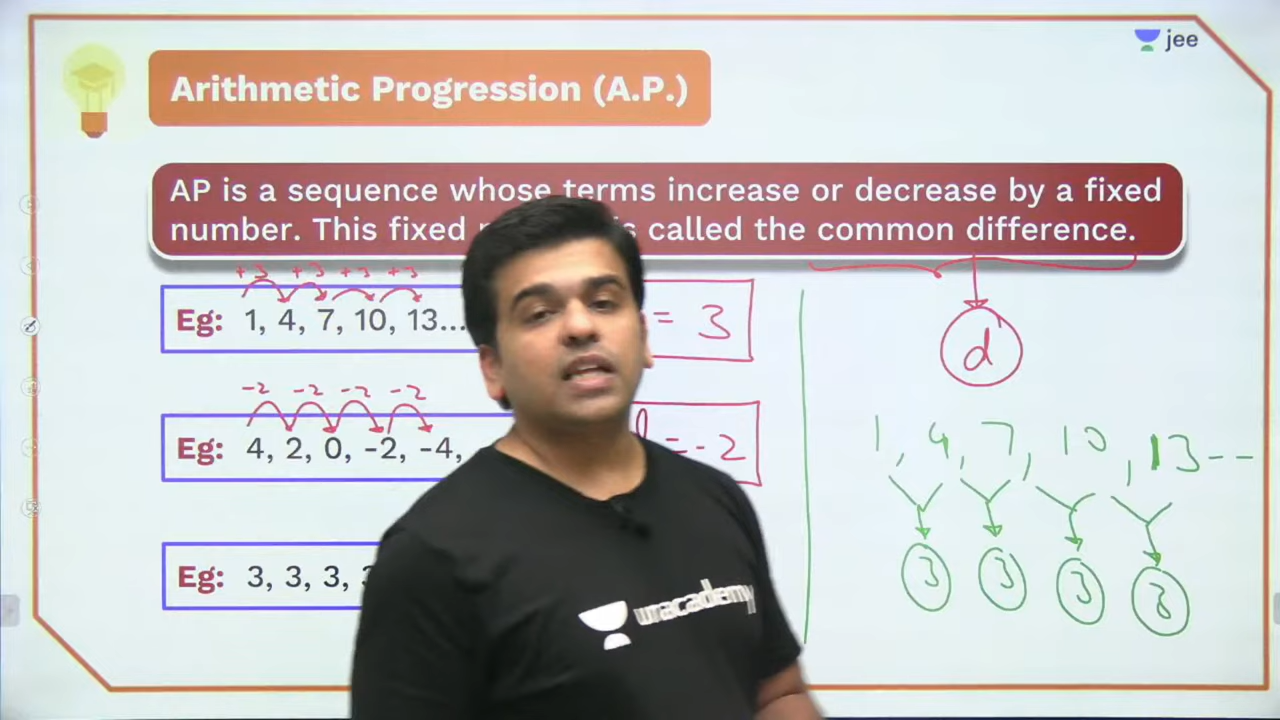 jee
Arithmetic Progression (A.P.)
AP is a sequence whose terms increase or decrease by a fixed
number. This fixed is called the common difference.
+3 +3 +3 +3
Eg: 1, 4, 7, 10, 13...
= 3
d
-2 -2 -2 -2
Eg: 4, 2, 0, -2, -4,
= -2
1, 4, 7, 10, 13--
3 3 3 3
Eg: 3, 3, 3,
unacademy